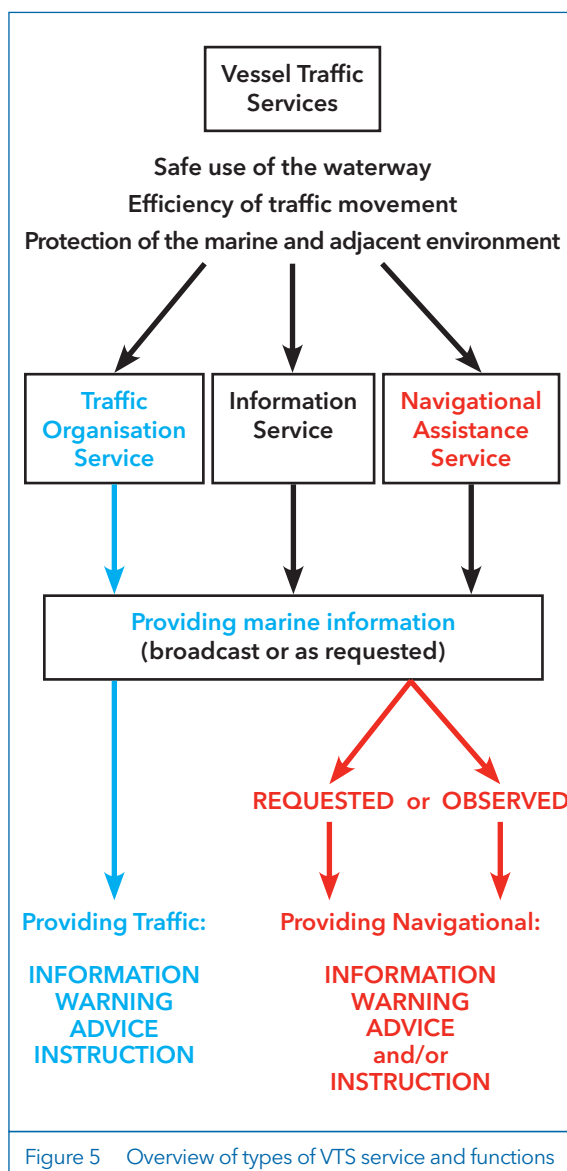 Vessel Traffic
Services
Safe use of the waterway
Efficiency of traffic movement
Protection of the marine and adjacent environment
Traffic
Organisation
Service
Information
Service
Navigational
Assistance
Service
Providing marine information
(broadcast or as requested)
REQUESTED or OBSERVED
Providing Traffic:
INFORMATION
WARNING
ADVICE
INSTRUCTION
Providing Navigational:
INFORMATION
WARNING
ADVICE
and/or
INSTRUCTION
Figure 5 Overview of types of VTS service and functions